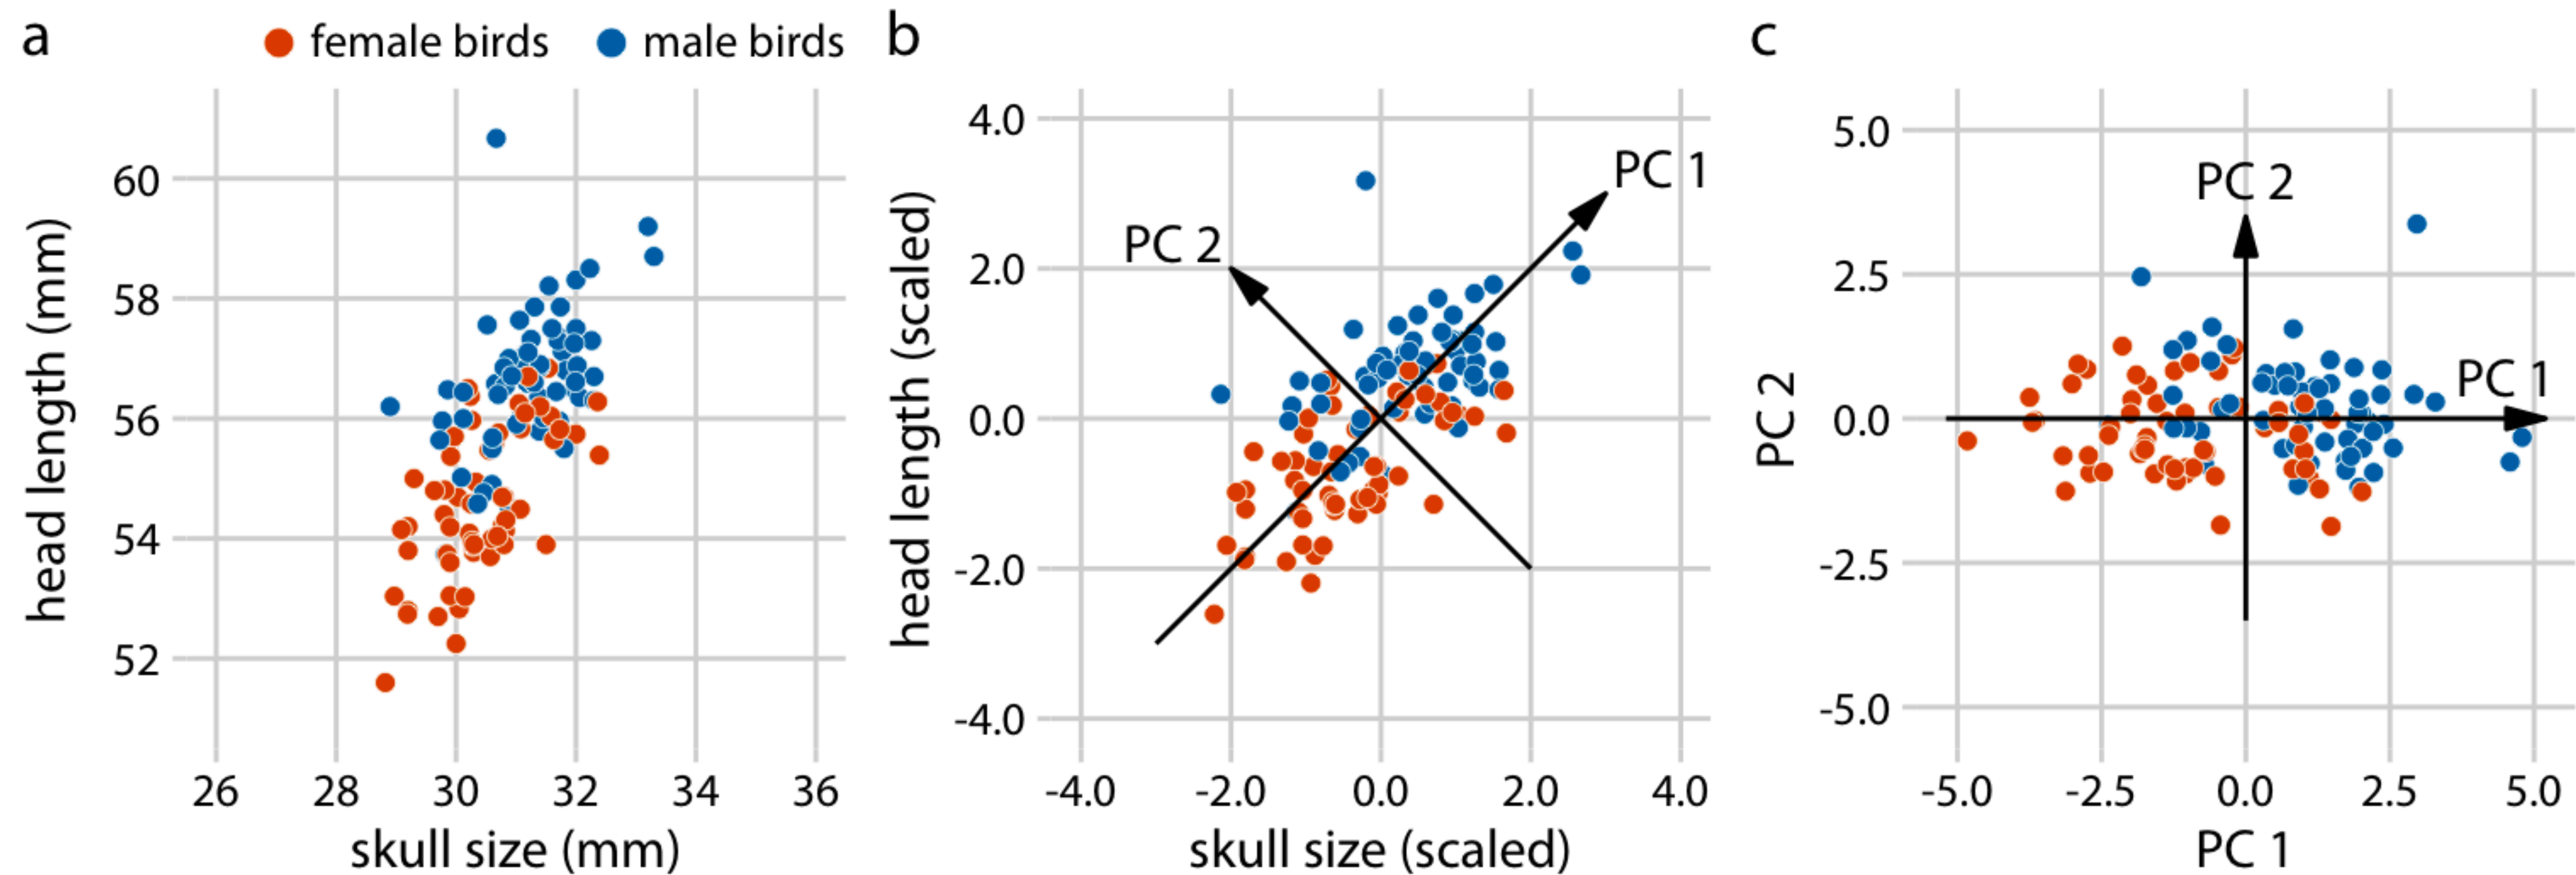 a
female birds
male birds
60
58
56
54
52
head length (mm)
26 28 30 32 34 36
skull size (mm)
b
4.0
2.0
0.0
-2.0
-4.0
head length (scaled)
PC 1
PC 2
-4.0 -2.0 0.0 2.0 4.0
skull size (scaled)
c
5.0
2.5
0.0
-2.5
-5.0
PC 2
PC 2
PC 1
-5.0 -2.5 0.0 2.5 5.0
PC 1